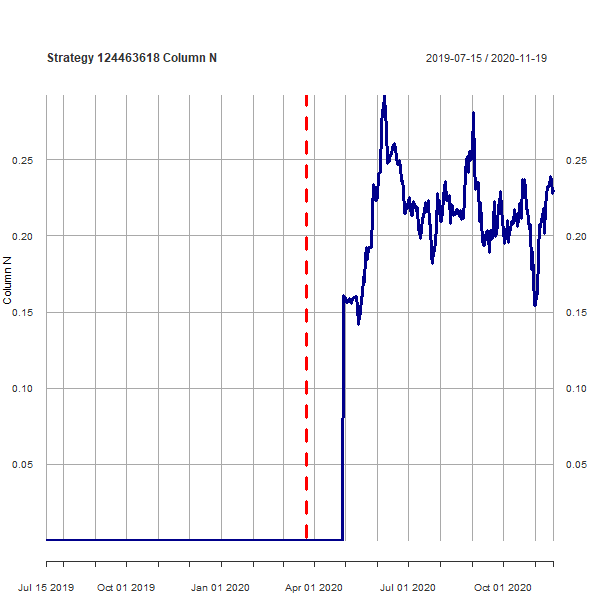 Strategy 124463618 Column N
2019-07-15 / 2020-11-19
Column N
0.25
0.20
0.15
0.10
0.05
0.25
0.20
0.15
0.10
0.05
Jul 15 2019
Oct 01 2019
Jan 01 2020
Apr 01 2020
Jul 01 2020
Oct 01 2020